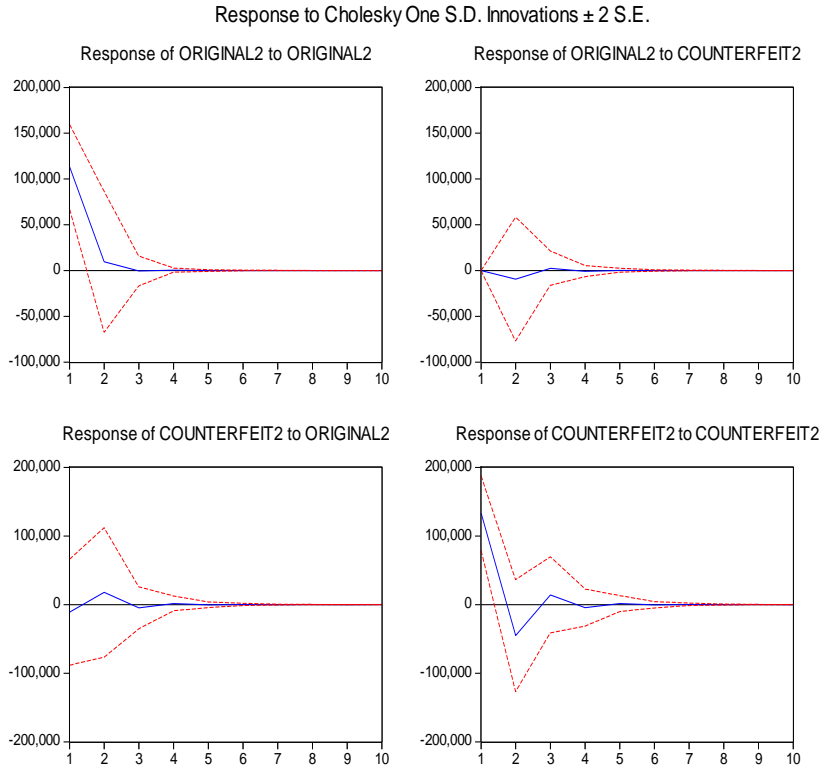 Response to Cholesky One S.D. Innovations ± 2 S.E.
Response of ORIGINAL2 to ORIGINAL2
200,000
150,000
100,000
50,000
0
-50,000
-100,000
1 2 3 4 5 6 7 8 9 10
Response of ORIGINAL2 to COUNTERFEIT2
200,000
150,000
100,000
50,000
0
-50,000
-100,000
1 2 3 4 5 6 7 8 9 10
Response of COUNTERFEIT2 to ORIGINAL2
200,000
100,000
0
-100,000
-200,000
1 2 3 4 5 6 7 8 9 10
Response of COUNTERFEIT2 to COUNTERFEIT2
200,000
100,000
0
-100,000
-200,000
1 2 3 4 5 6 7 8 9 10